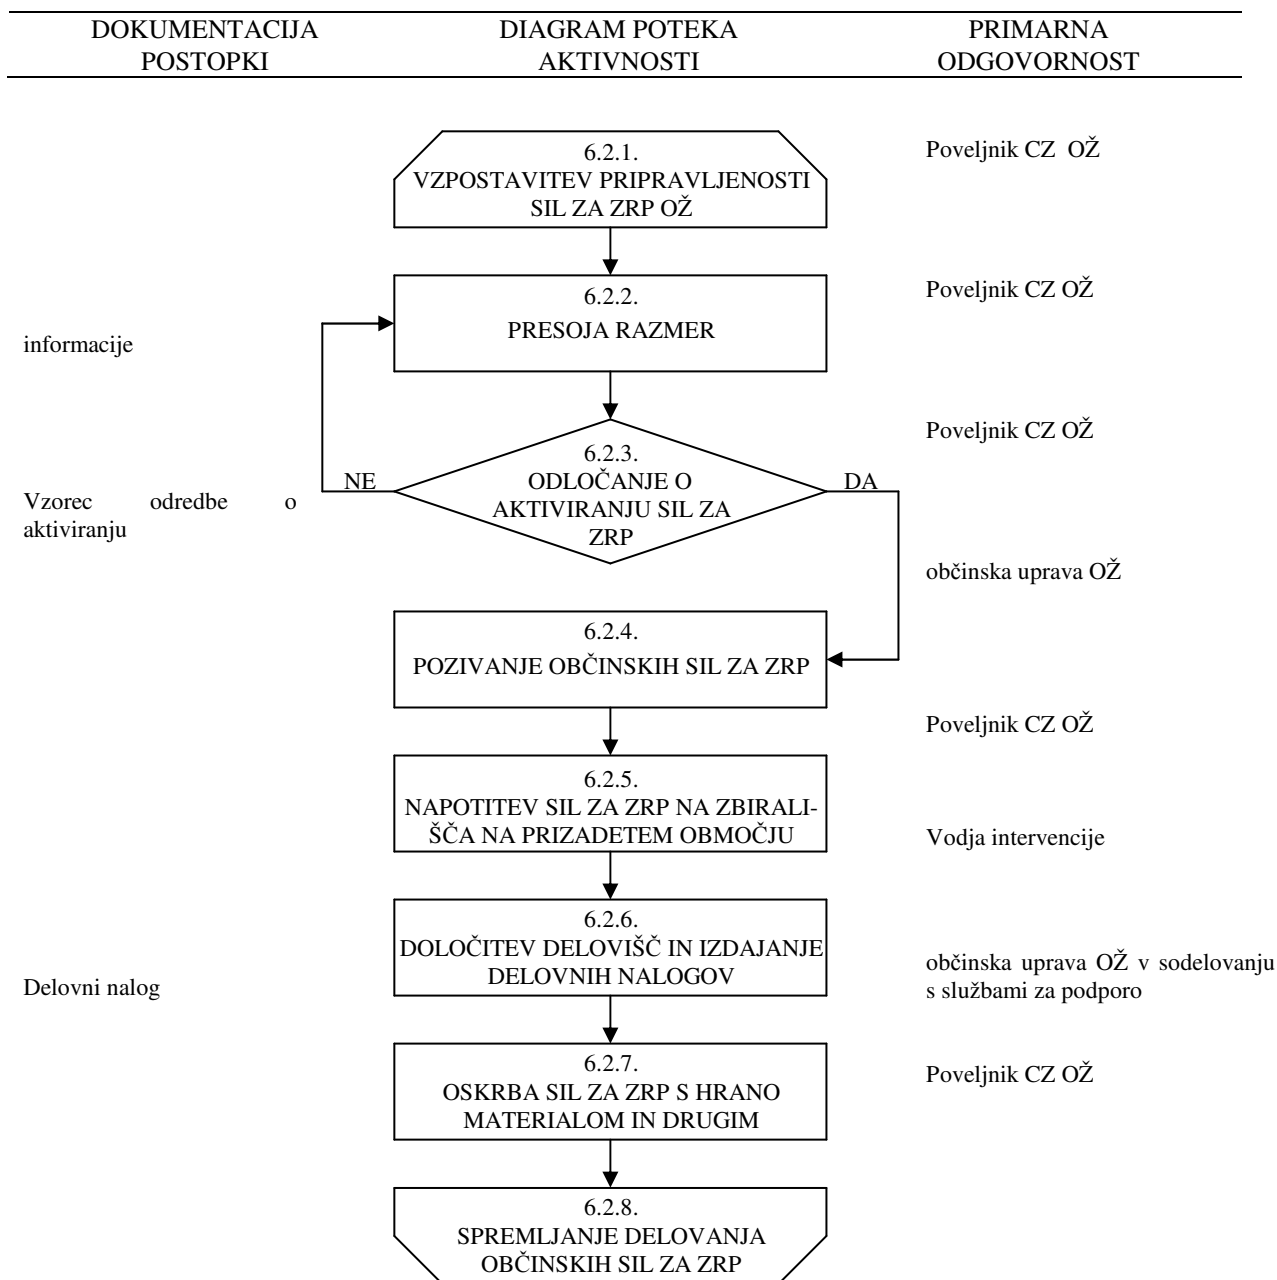 DOKUMENTACIJA
POSTOPKI
DIAGRAM POTEKA
AKTIVNOSTI
PRIMARNA
ODGOVORNOST
6.2.1.
VZPOSTAVITEV PRIPRAVLJENOSTI
SIL ZA ZRP OŽ
Poveljnik CZ OŽ
informacije
6.2.2.
PRESOJA RAZMER
Poveljnik CZ OŽ
Vzorec odredbe o
aktiviranju
NE
6.2.3.
ODLOČANJE O
AKTIVIRANJU SIL ZA
ZRP
DA
Poveljnik CZ OŽ
6.2.4.
POZIVANJE OBČINSKIH SIL ZA ZRP
občinska uprava OŽ
6.2.5.
NAPOTITEV SIL ZA ZRP NA ZBIRALI-
ŠČA NA PRIZADETEM OBMOČJU
Poveljnik CZ OŽ
Delovni nalog
6.2.6.
DOLOČITEV DELOVIŠČ IN IZDAJANJE
DELOVNIH NALOGOV
Vodja intervencije
6.2.7.
OSKRBA SIL ZA ZRP S HRANO
MATERIALOM IN DRUGIM
občinska uprava OŽ v sodelovanju
s službami za podporo
6.2.8.
SPREMLJANJE DELOVANJA
OBČINSKIH SIL ZA ZRP
Poveljnik CZ OŽ